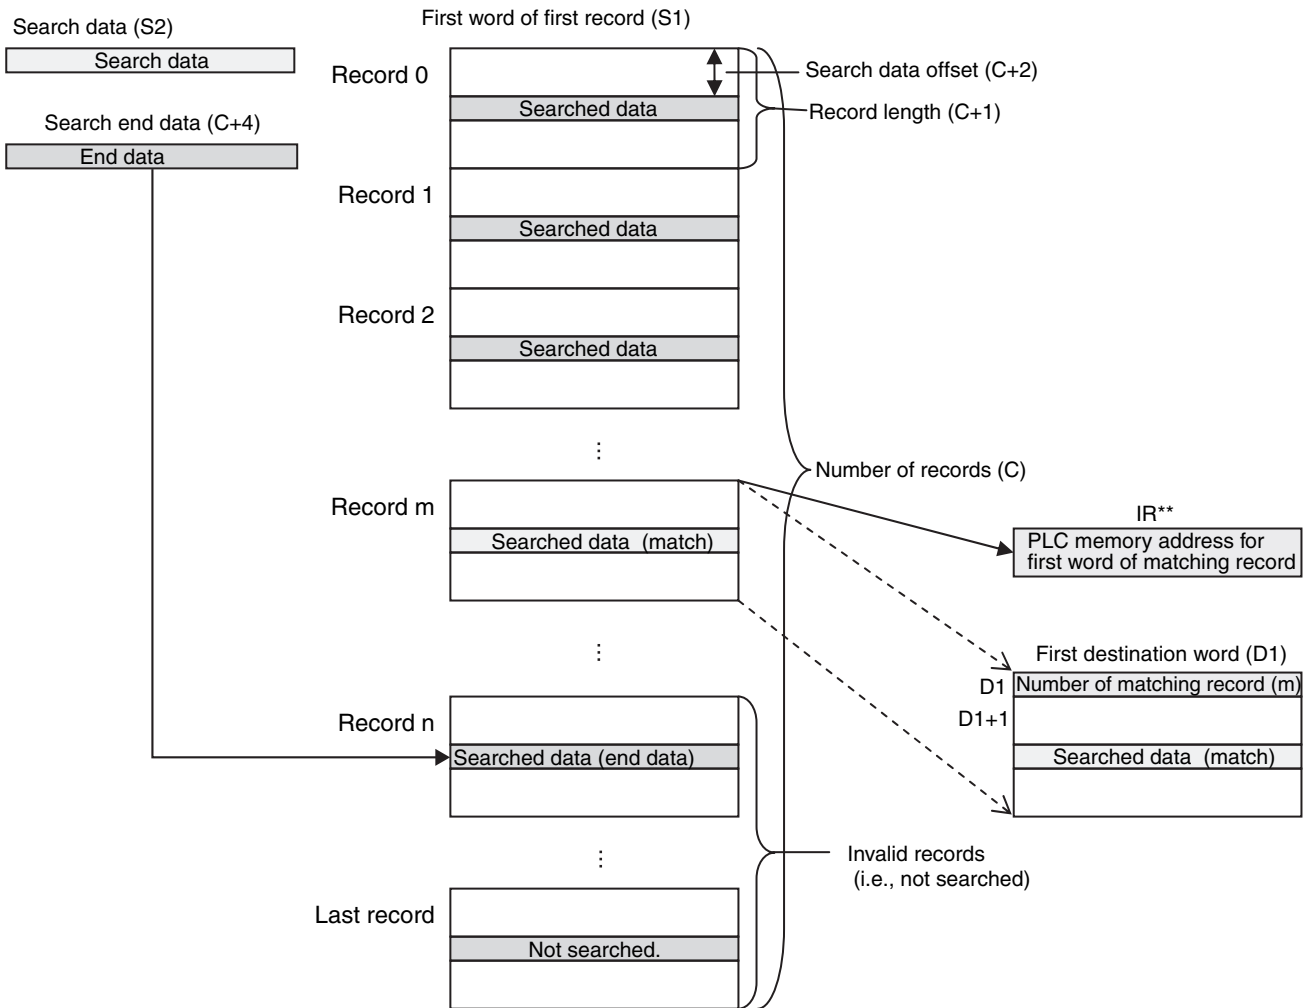 First word of first record (S1)
Search data (S2)
Search data
Record 0
Search data offset (C+2)
Searched data
Record length (C+1)
Search end data (C+4)
End data
Record 1
Searched data
Record 2
Searched data
⋮
Number of records (C)
Record m
Searched data (match)
IR**
PLC memory address for
first word of matching record
⋮
First destination word (D1)
D1
Number of matching record (m)
D1+1
Searched data (match)
Record n
Searched data (end data)
⋮
Invalid records
(i.e., not searched)
Last record
Not searched.